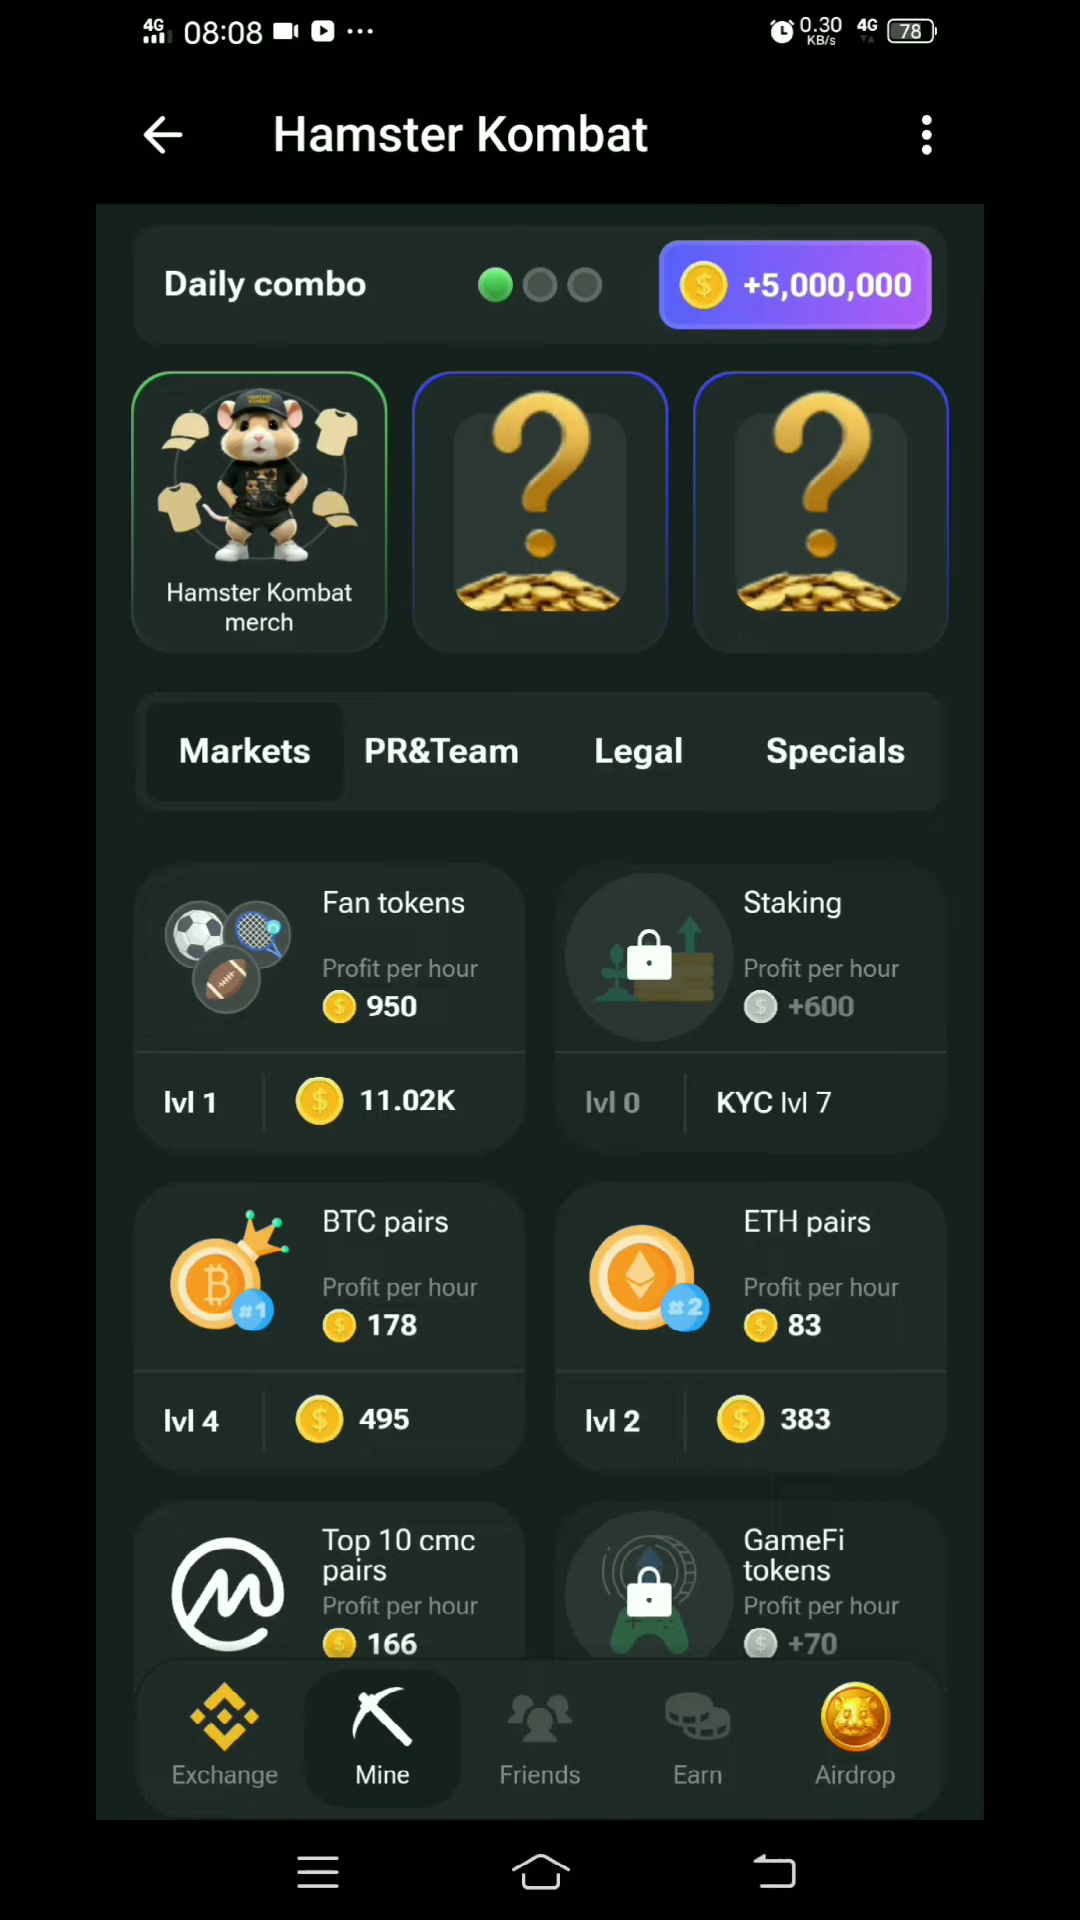 4G 08:08 ... 0.30 KB/s 4G 78
Hamster Kombat
Daily combo +5,000,000
Hamster Kombat
merch
Markets PR&Team Legal Specials
Fan tokens
Profit per hour
950
lvl 1 11.02K
Staking
Profit per hour
+600
lvl 0 KYC lvl 7
BTC pairs
#1
Profit per hour
178
lvl 4 495
ETH pairs
#2
Profit per hour
83
lvl 2 383
Top 10 cmc
pairs
Profit per hour
166
GameFi
tokens
Profit per hour
+70
Exchange Mine Friends Earn Airdrop